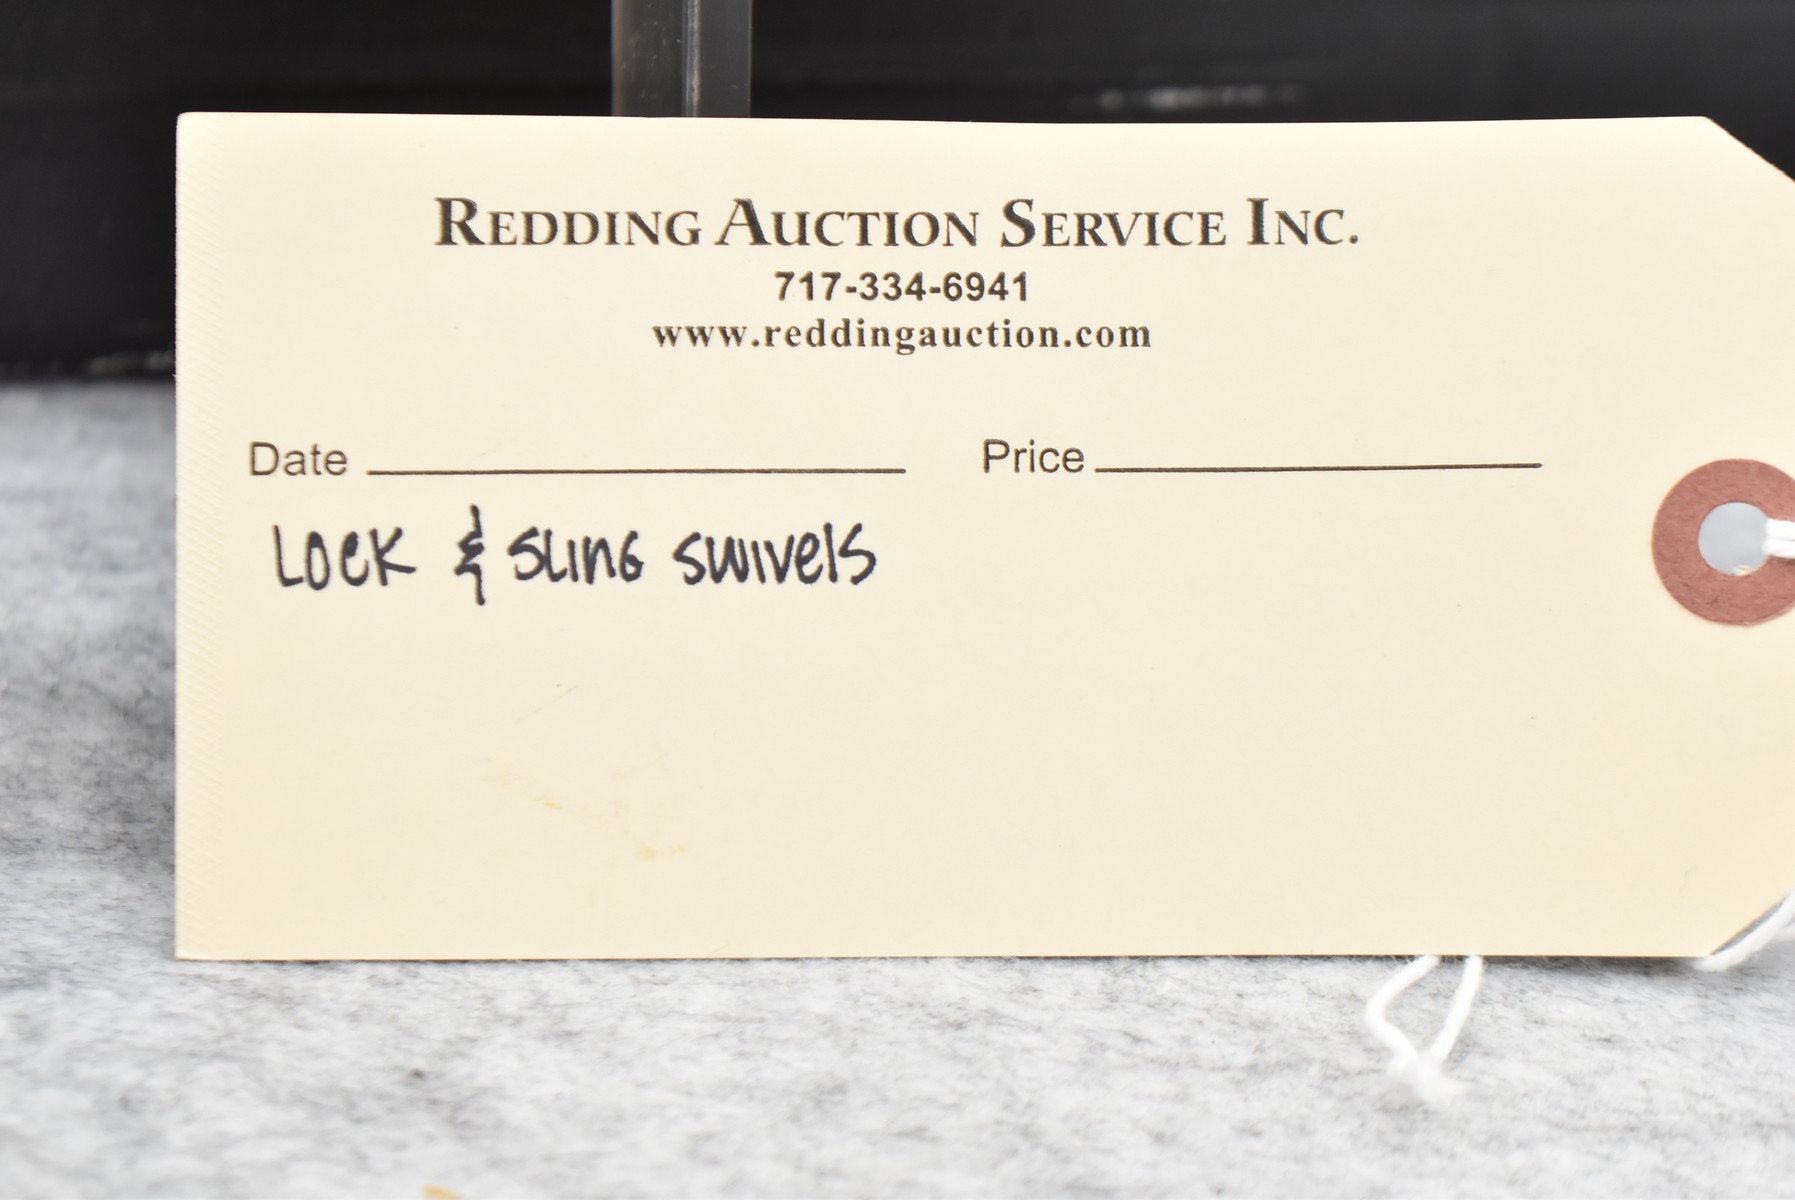 REDDING AUCTION SERVICE INC.
717-334-6941
www.reddingauction.com
Date Price
LOCK & SLING SWIVELS